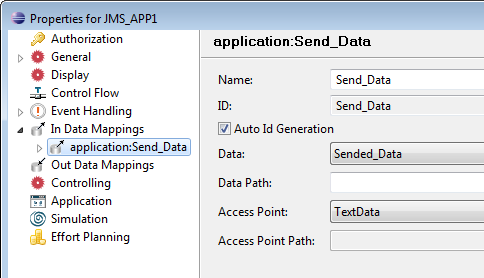 Properties for JMS_APP1
Authorization
General
Display
Control Flow
Event Handling
In Data Mappings
application:Send_Data
Out Data Mappings
Controlling
Application
Simulation
Effort Planning
application:Send_Data
Name: Send_Data
ID: Send_Data
Auto Id Generation
Data: Sended_Data
Data Path:
Access Point: TextData
Access Point Path: